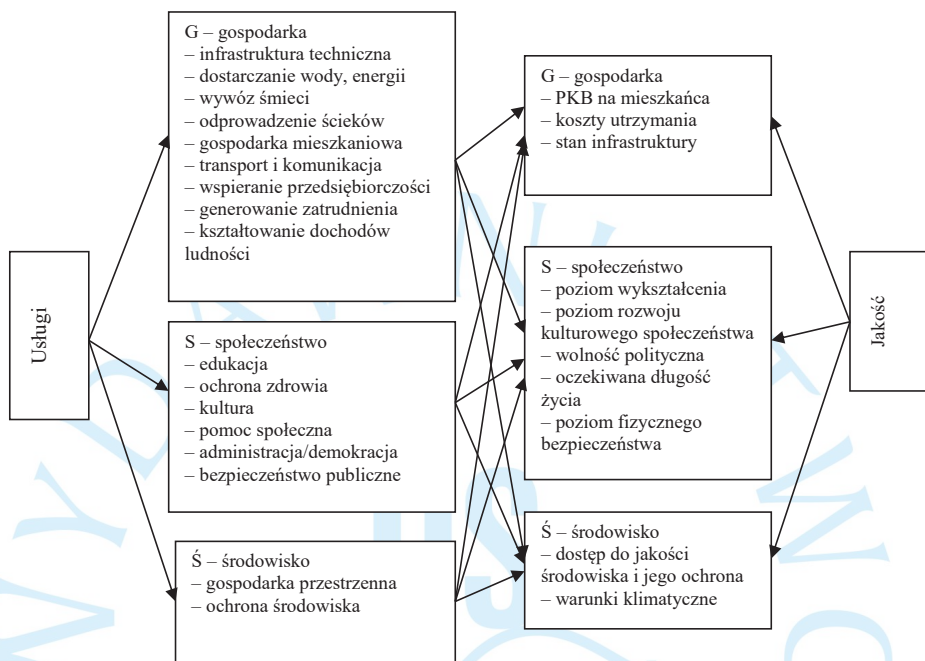 Usługi
G – gospodarka
– infrastruktura techniczna
– dostarczanie wody, energii
– wywóz śmieci
– odprowadzenie ścieków
– gospodarka mieszkaniowa
– transport i komunikacja
– wspieranie przedsiębiorczości
– generowanie zatrudnienia
– kształtowanie dochodów
ludności
S – społeczeństwo
– edukacja
– ochrona zdrowia
– kultura
– pomoc społeczna
– administracja/demokracja
– bezpieczeństwo publiczne
Ś – środowisko
– gospodarka przestrzenna
– ochrona środowiska
G – gospodarka
– PKB na mieszkańca
– koszty utrzymania
– stan infrastruktury
S – społeczeństwo
– poziom wykształcenia
– poziom rozwoju
kulturowego społeczeństwa
– wolność polityczna
– oczekiwana długość
życia
– poziom fizycznego
bezpieczeństwa
Ś – środowisko
– dostęp do jakości
środowiska i jego ochrona
– warunki klimatyczne
Jakość